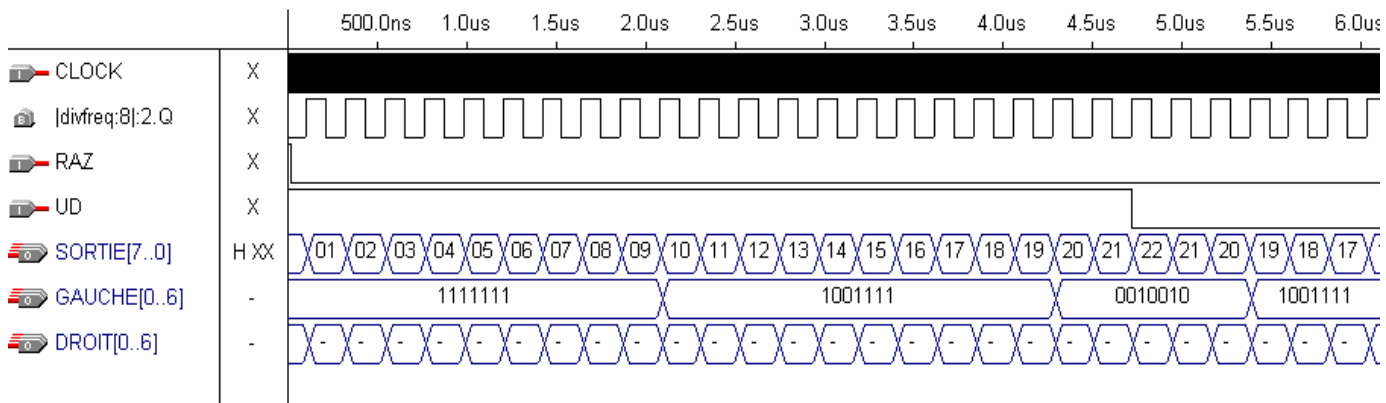 500.0ns 1.0us 1.5us 2.0us 2.5us 3.0us 3.5us 4.0us 4.5us 5.0us 5.5us 6.0us
CLOCK X
|divfreq:8|:2.Q X
RAZ X
UD X
SORTIE[7..0] H XX 01 02 03 04 05 06 07 08 09 10 11 12 13 14 15 16 17 18 19 20 21 22 21 20 19 18 17
GAUCHE[0..6] - 1111111 1001111 0010010 1001111
DROIT[0..6] - - - - - - - - - - - - - - - - - - - - - - - - - - - -